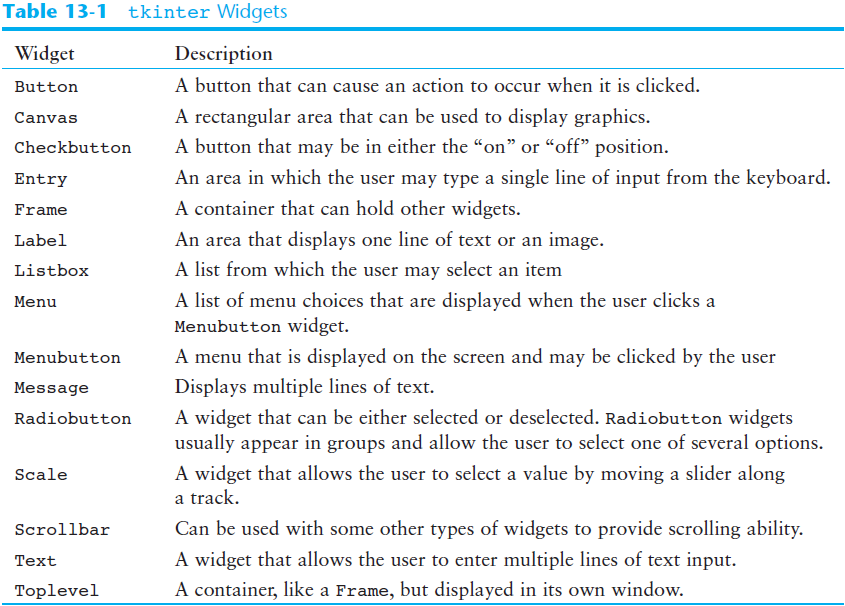 Table 13-1 tkinter Widgets
Widget Description
Button A button that can cause an action to occur when it is clicked.
Canvas A rectangular area that can be used to display graphics.
Checkbutton A button that may be in either the “on” or “off” position.
Entry An area in which the user may type a single line of input from the keyboard.
Frame A container that can hold other widgets.
Label An area that displays one line of text or an image.
Listbox A list from which the user may select an item
Menu A list of menu choices that are displayed when the user clicks a
Menubutton widget.
Menubutton A menu that is displayed on the screen and may be clicked by the user
Message Displays multiple lines of text.
Radiobutton A widget that can be either selected or deselected. Radiobutton widgets
usually appear in groups and allow the user to select one of several options.
Scale A widget that allows the user to select a value by moving a slider along
a track.
Scrollbar Can be used with some other types of widgets to provide scrolling ability.
Text A widget that allows the user to enter multiple lines of text input.
Toplevel A container, like a Frame, but displayed in its own window.